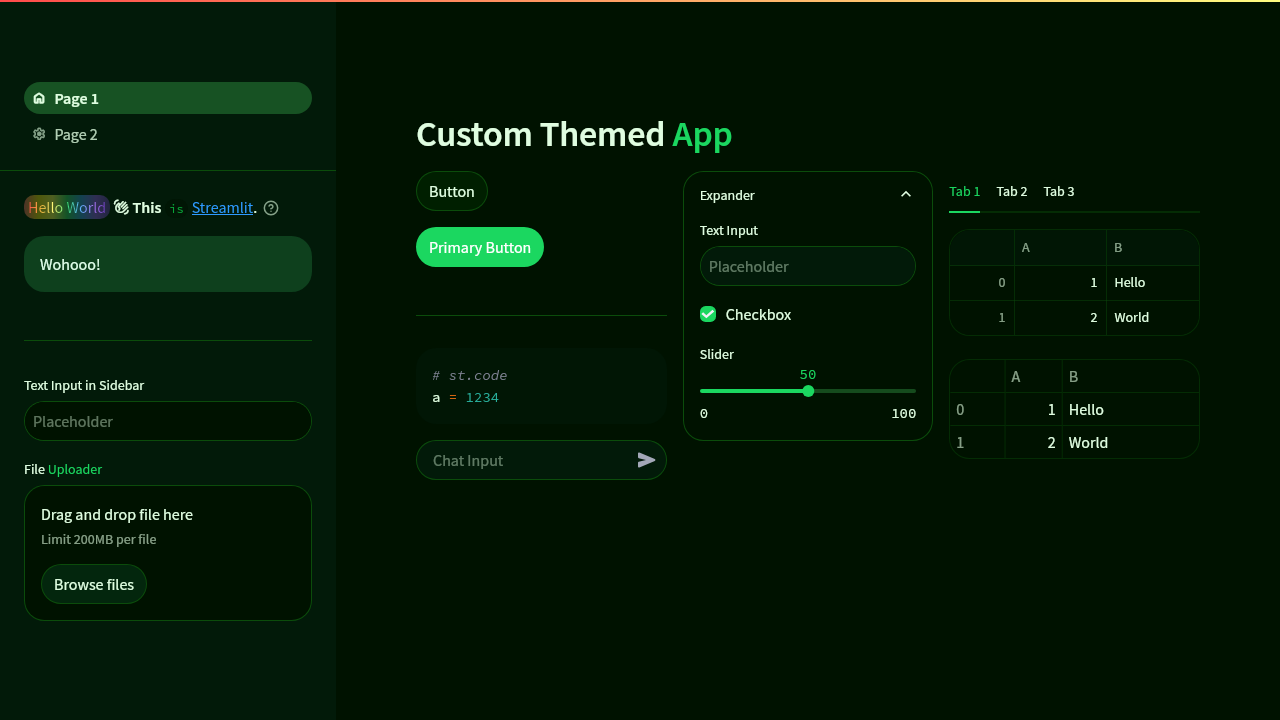 Page 1
Page 2
Hello World 👋 This is Streamlit.
Wohooo!
Text Input in Sidebar
Placeholder
File Uploader
Drag and drop file here
Limit 200MB per file
Browse files
Custom Themed App
Button
Primary Button
# st.code
a = 1234
Chat Input
Expander
Text Input
Placeholder
Checkbox
Slider
50
0 100
Tab 1 Tab 2 Tab 3
A B
0 1 Hello
1 2 World
A B
0 1 Hello
1 2 World